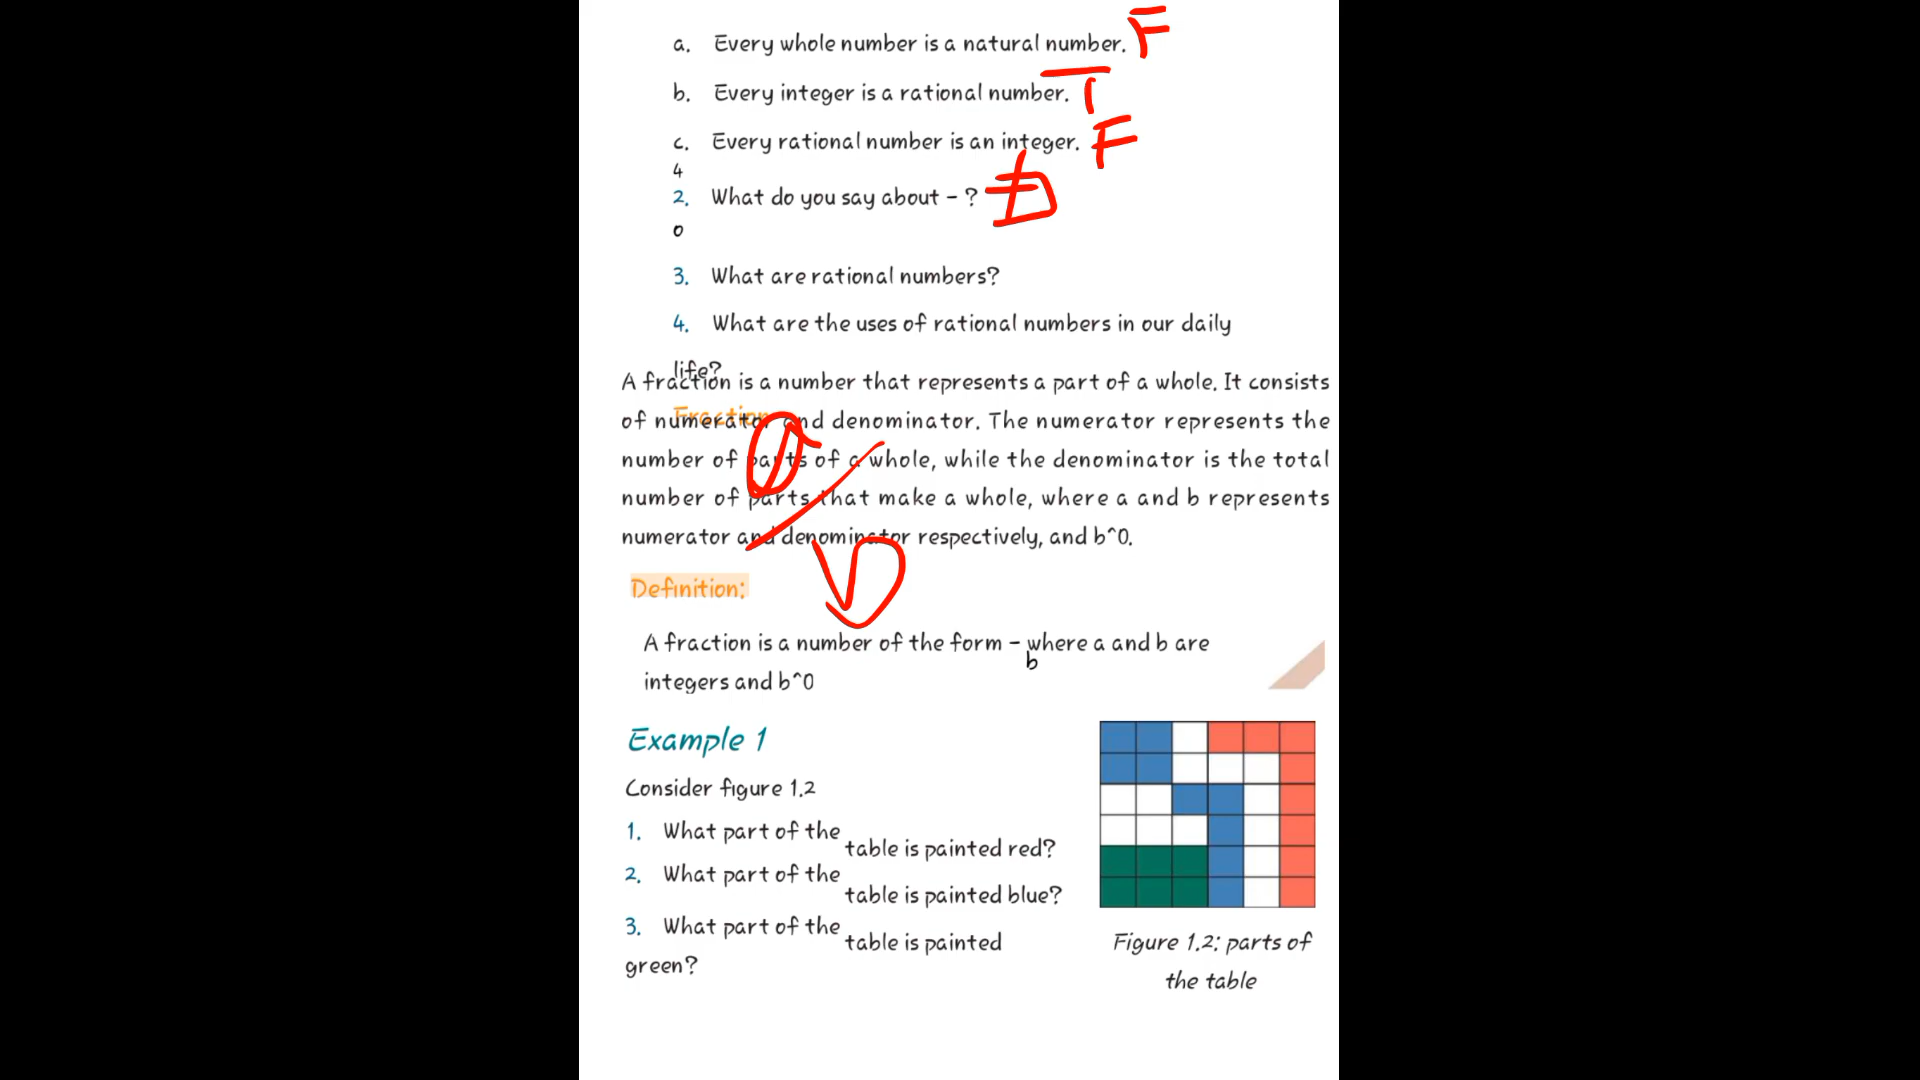 a. Every whole number is a natural number. F
b. Every integer is a rational number. T
c. Every rational number is an integer. F
4
2. What do you say about - ?
0
3. What are rational numbers?
4. What are the uses of rational numbers in our daily
life?
Fraction
A fraction is a number that represents a part of a whole. It consists
of numerator and denominator. The numerator represents the
number of parts of a whole, while the denominator is the total
number of parts that make a whole, where a and b represents
numerator and denominator respectively, and b^0.
a
b
Definition:
A fraction is a number of the form - where a and b are
b
integers and b^0
Example 1
Consider figure 1.2
1. What part of the table is painted red?
2. What part of the table is painted blue?
3. What part of the table is painted
green?
Figure 1.2: parts of
the table